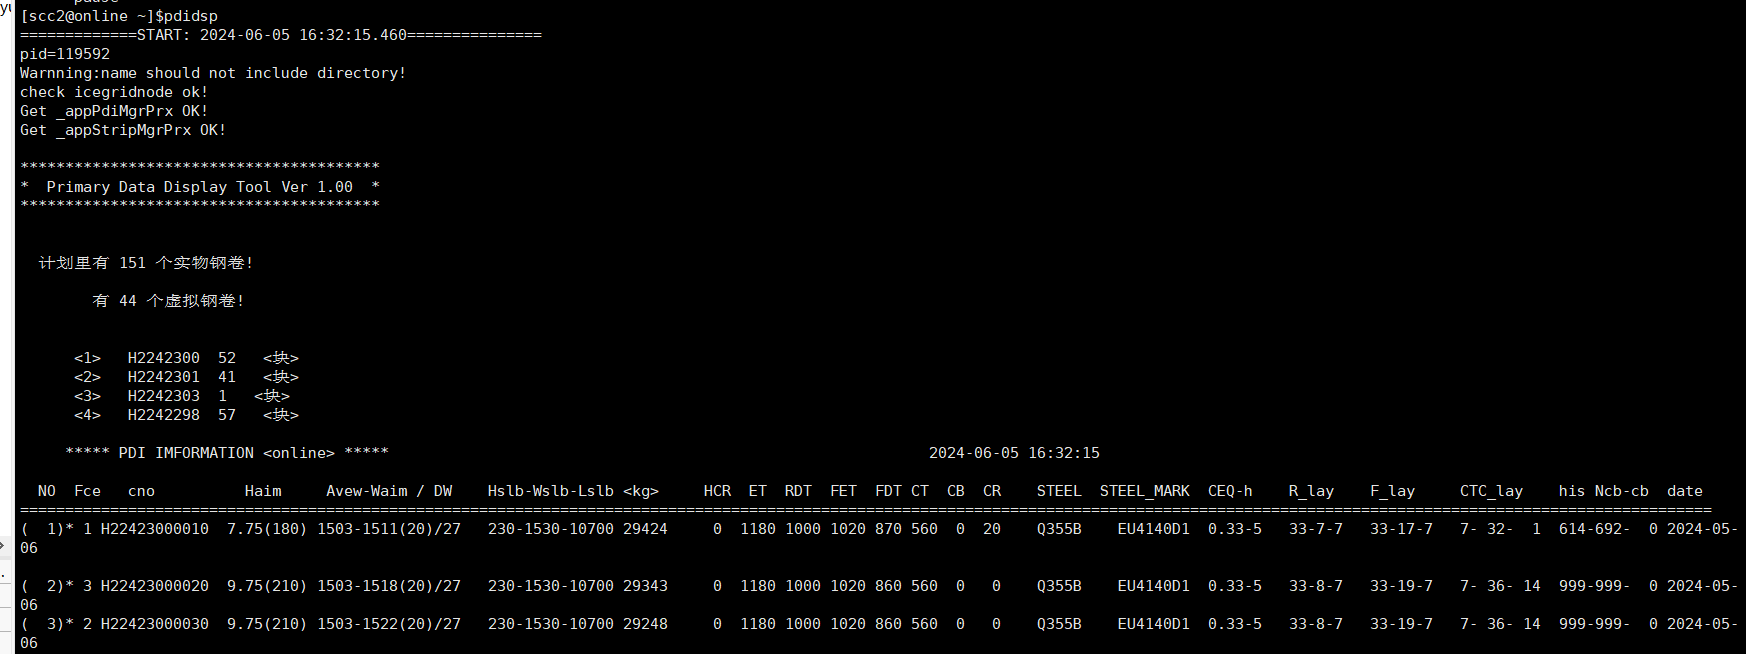 [scc2@online ~]$pdidsp
=============START: 2024-06-05 16:32:15.460===============
pid=119592
Warnning:name should not include directory!
check icegridnode ok!
Get _appPdiMgrPrx OK!
Get _appStripMgrPrx OK!
****************************************
*  Primary Data Display Tool Ver 1.00  *
****************************************
计划里有 151 个实物钢卷!
有 44 个虚拟钢卷!
<1>   H2242300  52   <块>
<2>   H2242301  41   <块>
<3>   H2242303  1   <块>
<4>   H2242298  57   <块>
***** PDI IMFORMATION <online> *****                                                            2024-06-05 16:32:15
NO  Fce   cno          Haim     Avew-Waim / DW    Hslb-Wslb-Lslb <kg>     HCR  ET  RDT  FET  FDT CT  CB  CR    STEEL  STEEL_MARK  CEQ-h    R_lay    F_lay     CTC_lay    his Ncb-cb  date
============================================================================================================================================================================================
(  1)* 1 H22423000010  7.75(180) 1503-1511(20)/27   230-1530-10700 29424     0  1180 1000 1020 870 560  0  20    Q355B    EU4140D1  0.33-5   33-7-7   33-17-7   7- 32-  1  614-692-  0 2024-05-
06
(  2)* 3 H22423000020  9.75(210) 1503-1518(20)/27   230-1530-10700 29343     0  1180 1000 1020 860 560  0   0    Q355B    EU4140D1  0.33-5   33-8-7   33-19-7   7- 36- 14  999-999-  0 2024-05-
06
(  3)* 2 H22423000030  9.75(210) 1503-1522(20)/27   230-1530-10700 29248     0  1180 1000 1020 860 560  0   0    Q355B    EU4140D1  0.33-5   33-8-7   33-19-7   7- 36- 14  999-999-  0 2024-05-
06